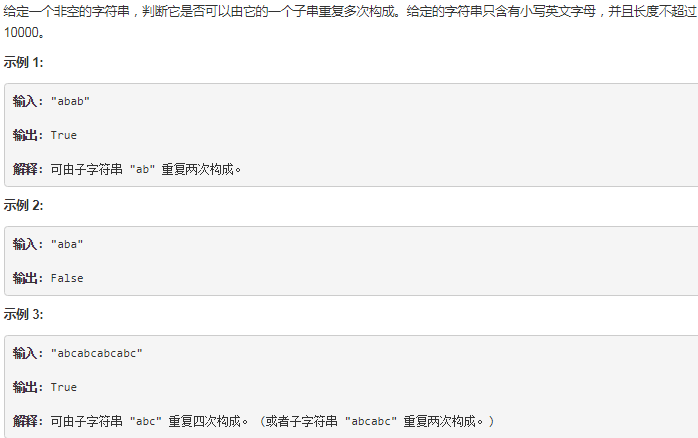 给定一个非空的字符串，判断它是否可以由它的一个子串重复多次构成。给定的字符串只含有小写英文字母，并且长度不超过
10000。
示例 1:
输入: "abab"
输出: True
解释: 可由子字符串 "ab" 重复两次构成。
示例 2:
输入: "aba"
输出: False
示例 3:
输入: "abcabcabcabc"
输出: True
解释: 可由子字符串 "abc" 重复四次构成。 (或者子字符串 "abcabc" 重复两次构成。)